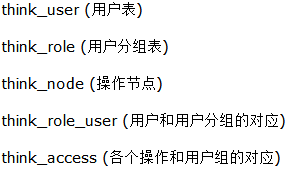 think_user (用户表)
think_role (用户分组表)
think_node (操作节点)
think_role_user (用户和用户分组的对应)
think_access (各个操作和用户组的对应)